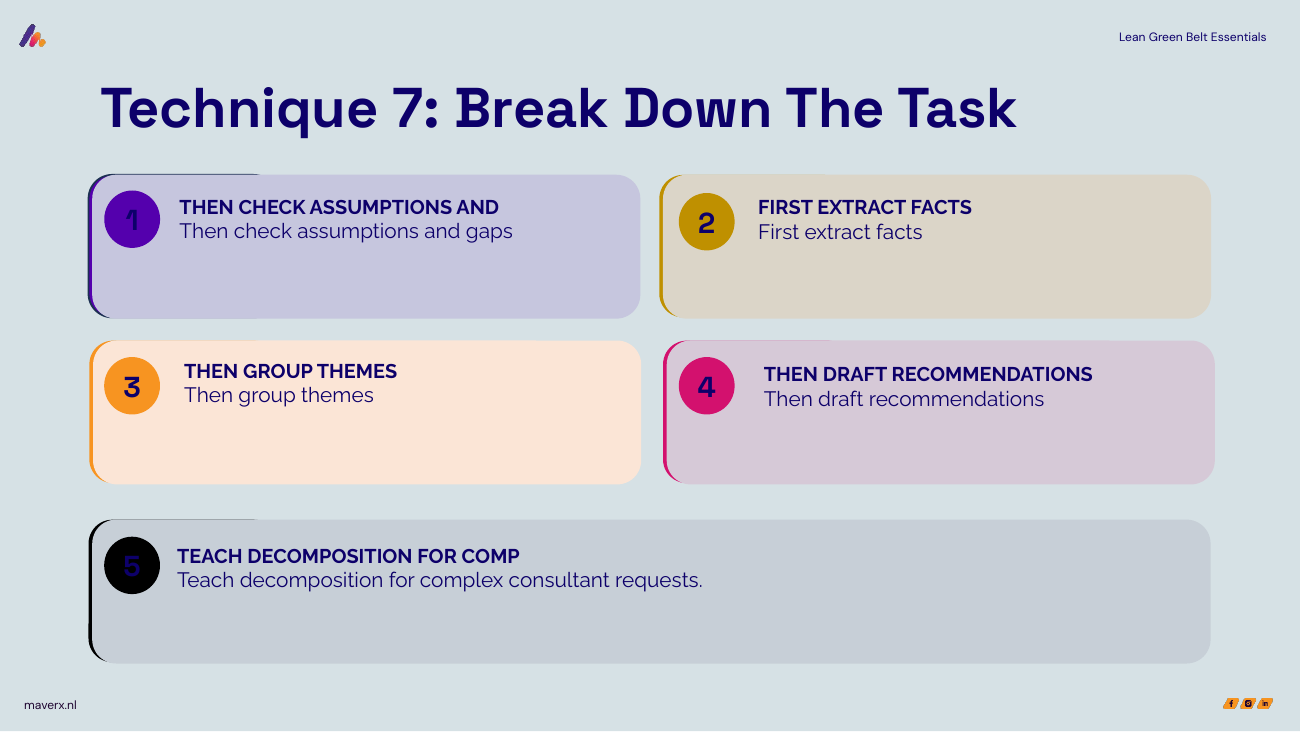 Lean Green Belt Essentials
Technique 7: Break Down The Task
1
THEN CHECK ASSUMPTIONS AND
Then check assumptions and gaps
2
FIRST EXTRACT FACTS
First extract facts
3
THEN GROUP THEMES
Then group themes
4
THEN DRAFT RECOMMENDATIONS
Then draft recommendations
5
TEACH DECOMPOSITION FOR COMP
Teach decomposition for complex consultant requests.
maverx.nl